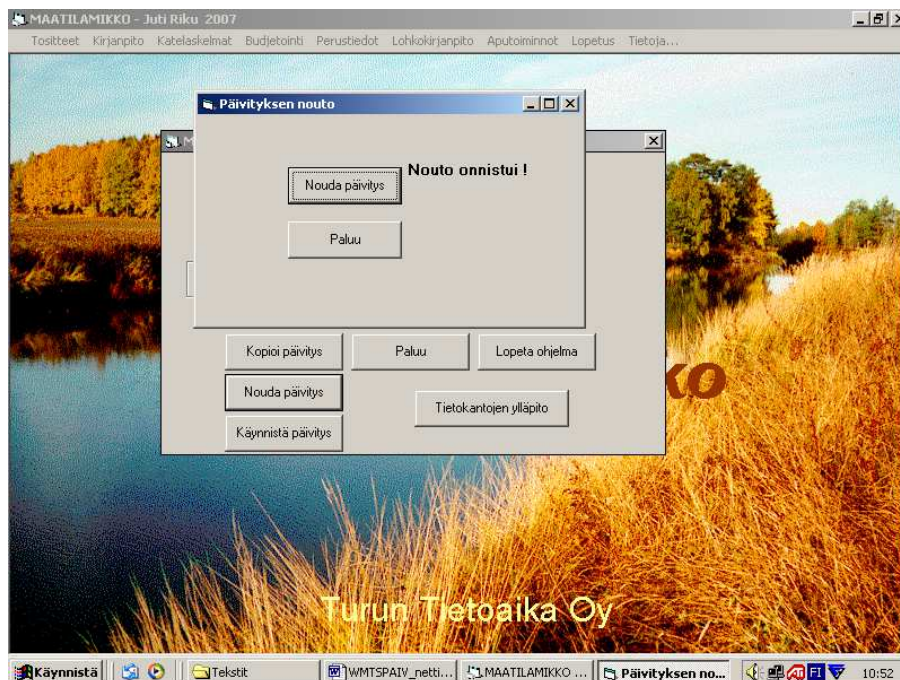 MAATILAMIKKO - Juti Riku 2007
Tositteet Kirjanpito Katelaskelmat Budjetointi Perustiedot Lohkokirjanpito Aputoiminnot Lopetus Tietoja...
Päivityksen nouto
M
Nouda päivitys
Nouto onnistui !
Paluu
Kopioi päivitys
Paluu
Lopeta ohjelma
Nouda päivitys
Tietokantojen ylläpito
Käynnistä päivitys
ko
Turun Tietoaika Oy
Käynnistä
Tekstit
WMTSPAIV_netti...
MAATILAMIKKO ...
Päivityksen no...
FI
10:52